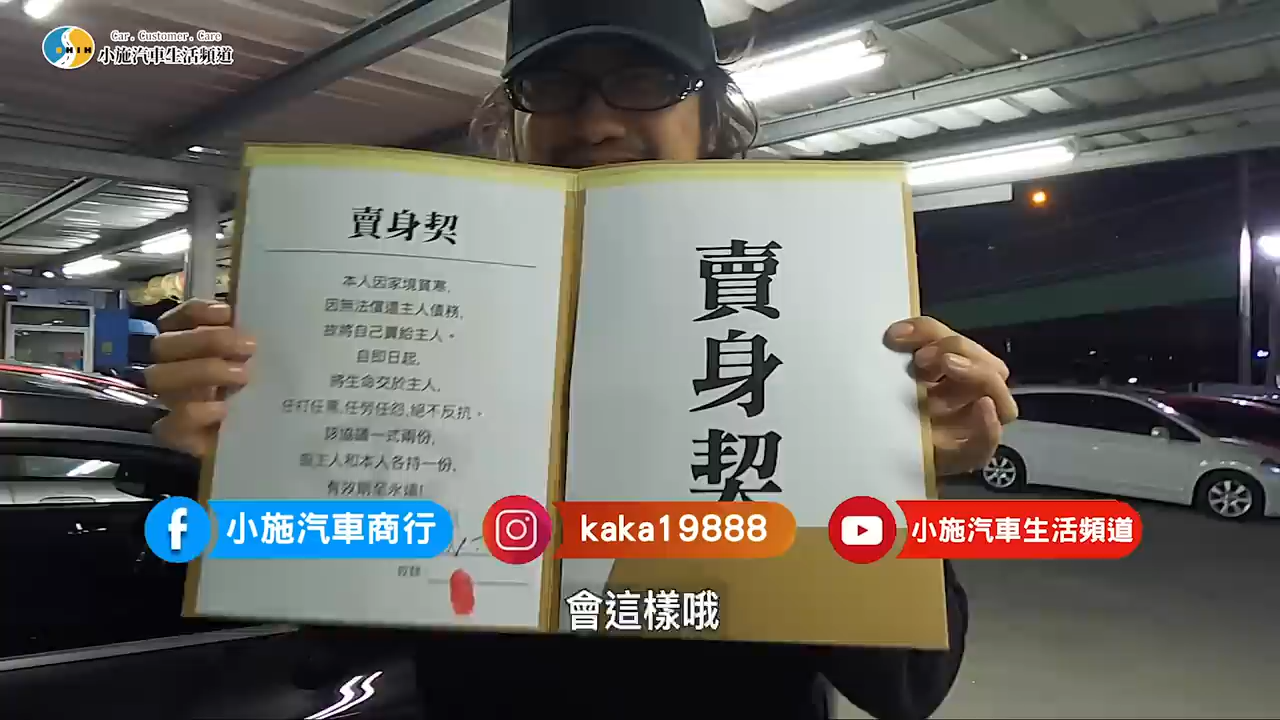 Car. Customer. Care
SHIH
小施汽車生活頻道
賣身契
本人因家境貧寒,
因無法償還主人債務,
故將自己賣給主人。
自即日起,
將生命交於主人,
任打任罵,任勞任怨,絕不反抗。
該協議一式兩份,
由主人和本人各持一份,
有效期至永遠!
賣身契
小施汽車商行
kaka19888
小施汽車生活頻道
會這樣哦